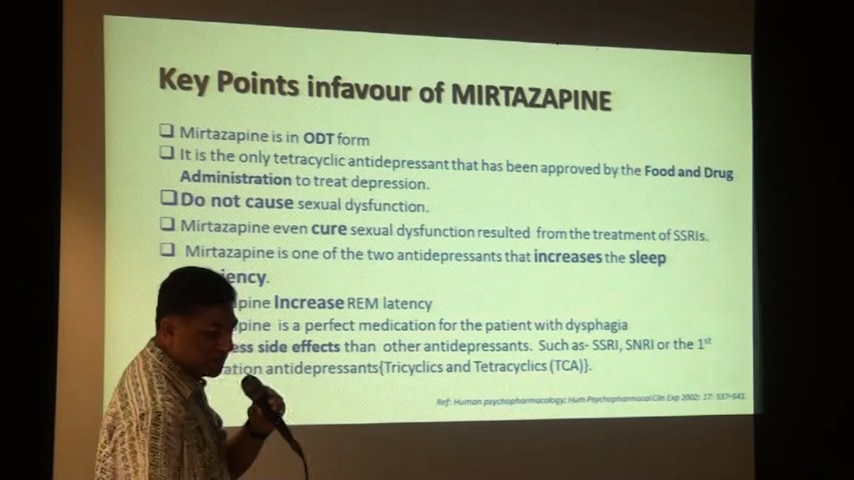 Key Points infavour of MIRTAZAPINE
❑ Mirtazapine is in ODT form
❑ It is the only tetracyclic antidepressant that has been approved by the Food and Drug
Administration to treat depression.
❑ Do not cause sexual dysfunction.
❑ Mirtazapine even cure sexual dysfunction resulted from the treatment of SSRIs.
❑ Mirtazapine is one of the two antidepressants that increases the sleep
iency.
pine Increase REM latency
pine is a perfect medication for the patient with dysphagia
ess side effects than other antidepressants. Such as- SSRI, SNRI or the 1st
ation antidepressants{Tricyclics and Tetracyclics (TCA)}.
Ref: Human psychopharmacology; Hum Psychopharmacol Clin Exp 2002; 17: 537-541